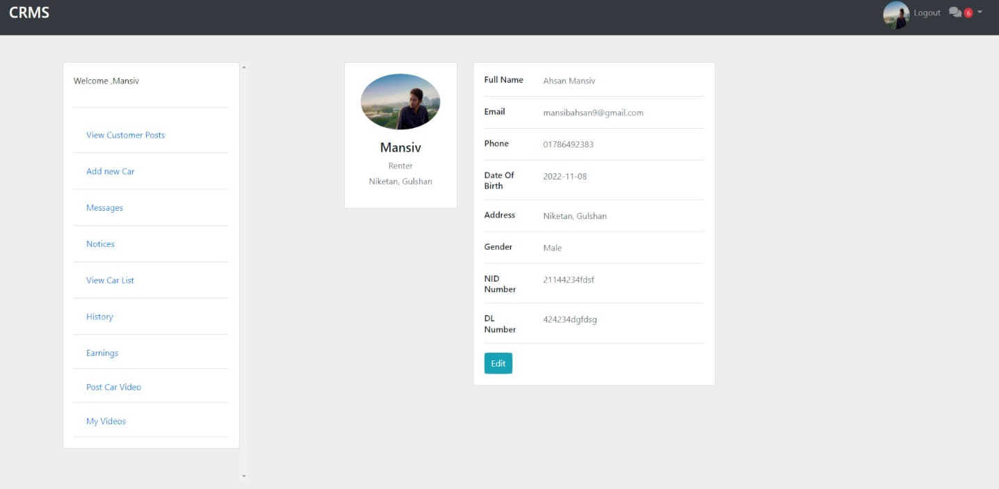 CRMS
Logout
6
Welcome ,Mansiv
View Customer Posts
Add new Car
Messages
Notices
View Car List
History
Earnings
Post Car Video
My Videos
Mansiv
Renter
Niketan, Gulshan
Full Name Ahsan Mansiv
Email mansibahsan9@gmail.com
Phone 01786492383
Date Of
Birth 2022-11-08
Address Niketan, Gulshan
Gender Male
NID
Number 21144234fdsf
DL
Number 424234dgfdsg
Edit